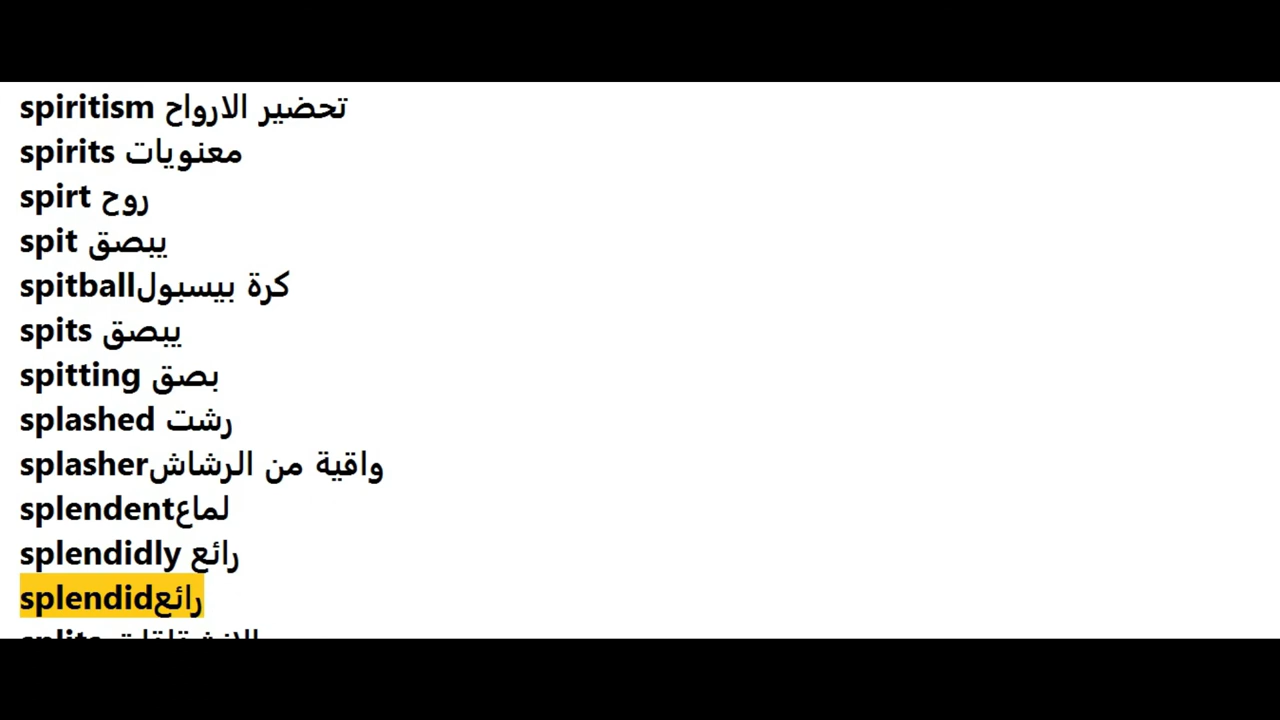 spiritism تحضير الارواح
spirits معنويات
spirt روح
spit يبصق
spitballكرة بيسبول
spits يبصق
spitting بصق
splashed رشت
splasherواقية من الرشاش
splendentلماع
splendidly رائع
splendidرائع
splits